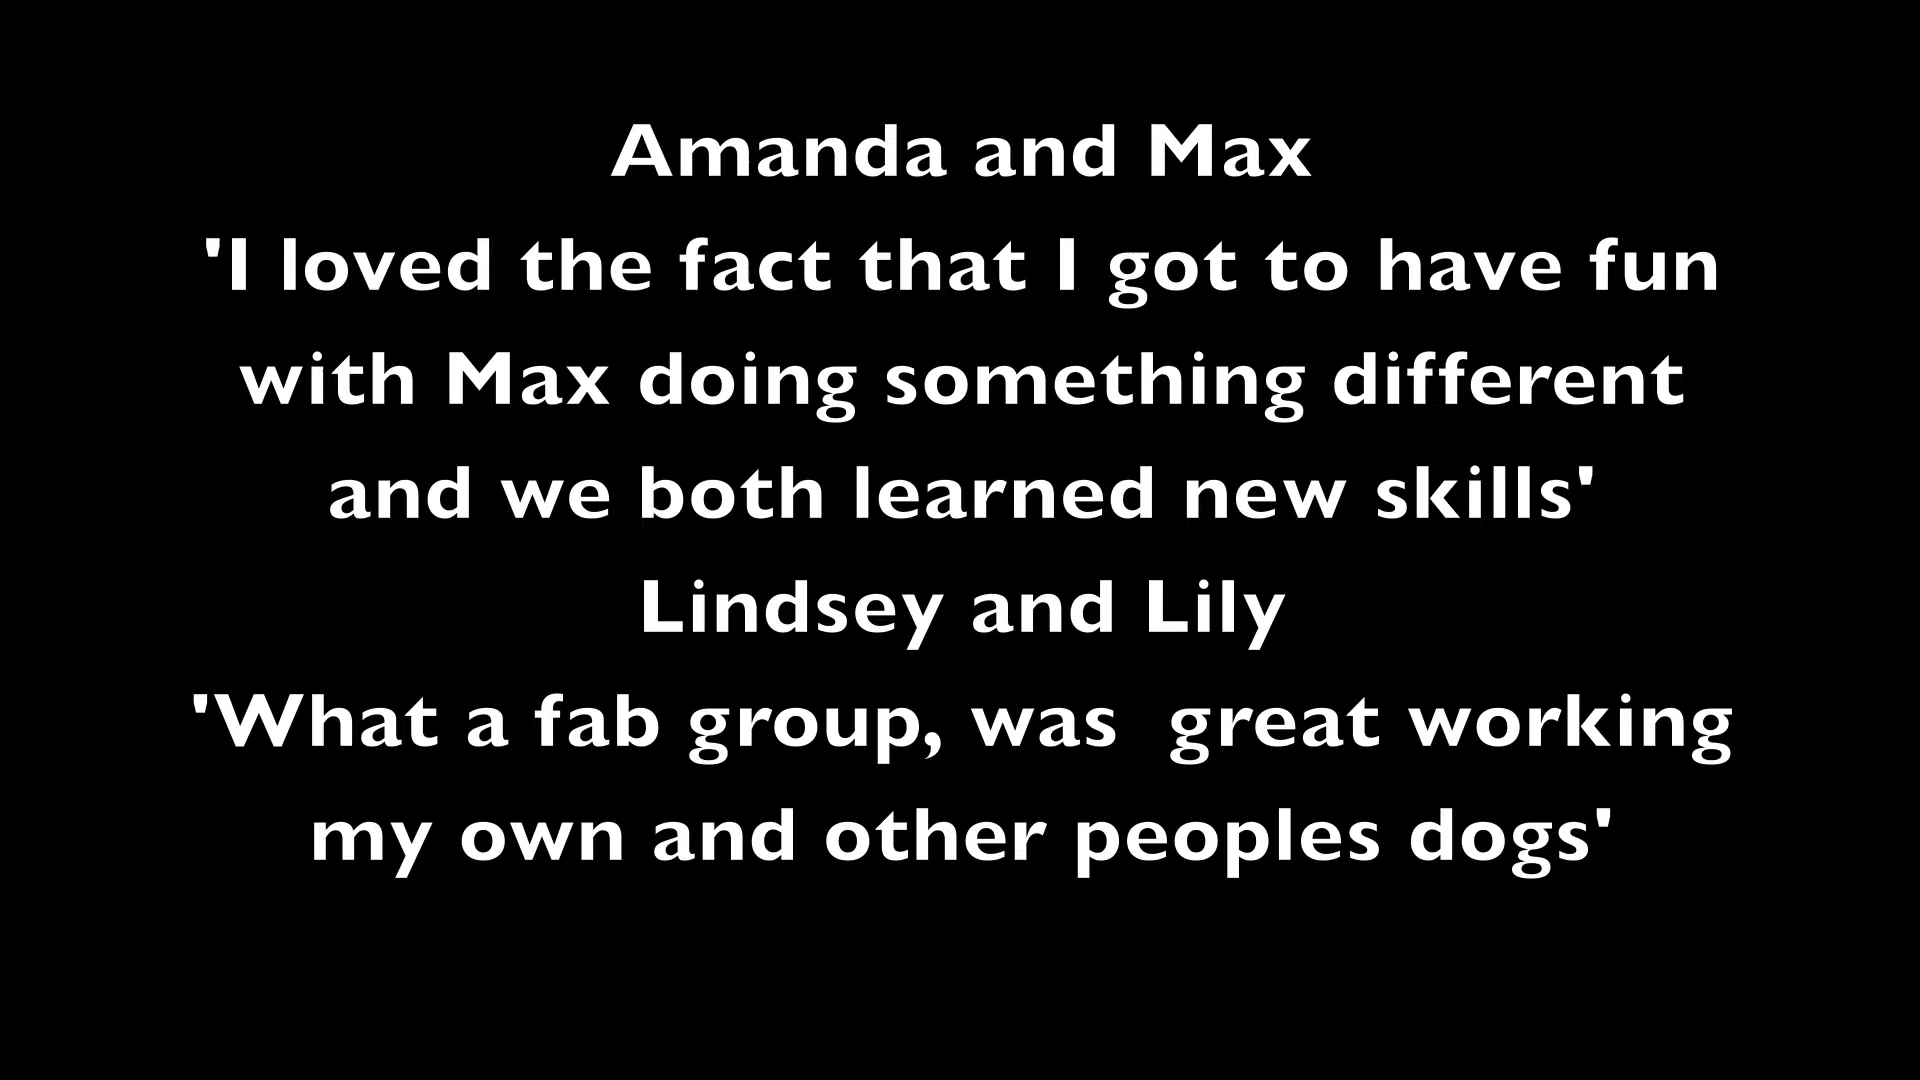 Amanda and Max
'I loved the fact that I got to have fun
with Max doing something different
and we both learned new skills'
Lindsey and Lily
'What a fab group, was  great working
my own and other peoples dogs'